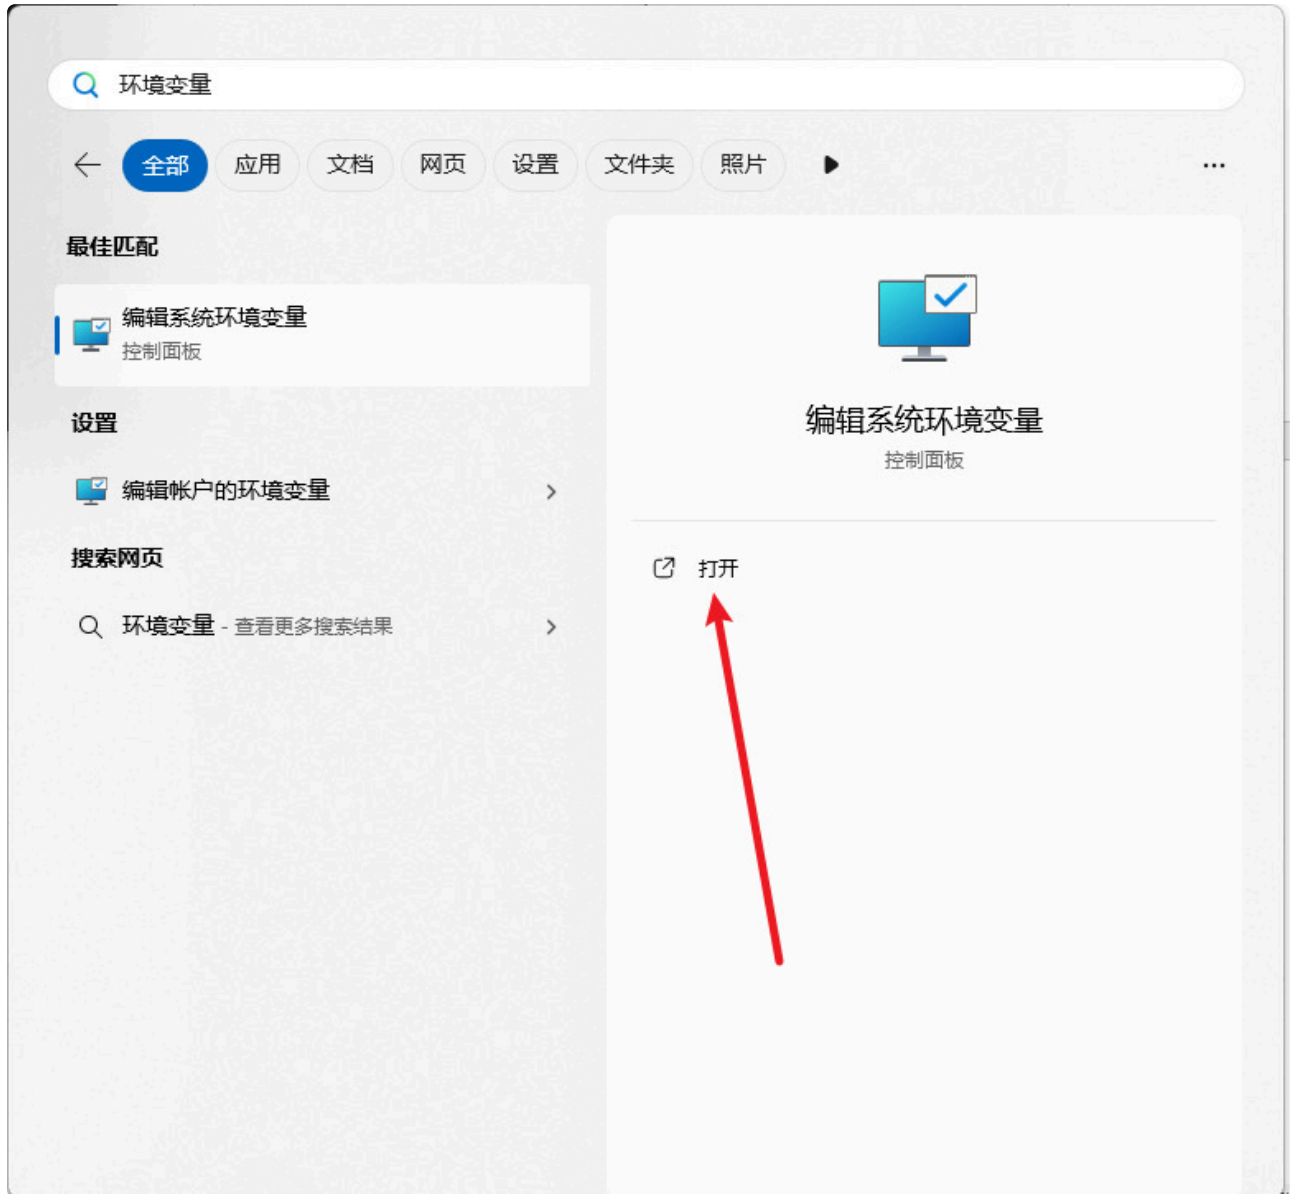 环境变量
全部 应用 文档 网页 设置 文件夹 照片
最佳匹配
编辑系统环境变量
控制面板
设置
编辑帐户的环境变量
搜索网页
环境变量 - 查看更多搜索结果
编辑系统环境变量
控制面板
打开